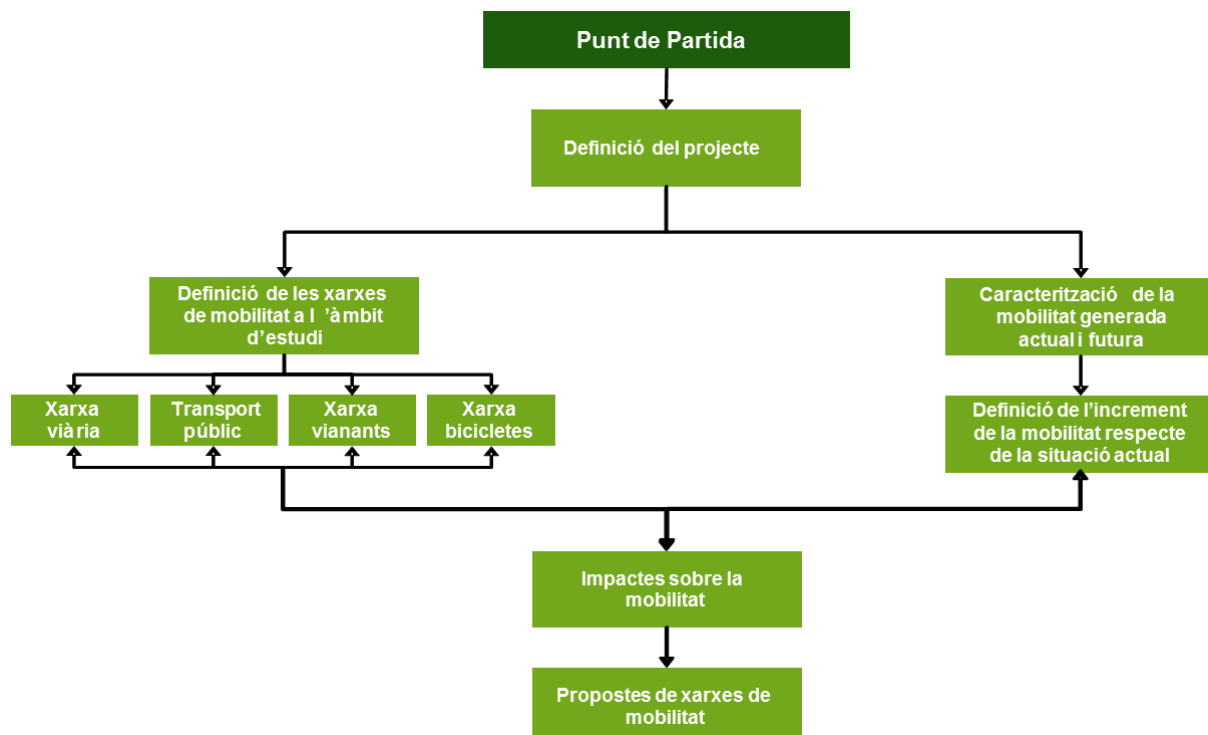 Punt de Partida
Definició del projecte
Definició de les xarxes
de mobilitat a l ’àmbit
d’estudi
Caracterització de la
mobilitat generada
actual i futura
Xarxa
viària
Transport
públic
Xarxa
vianants
Xarxa
bicicletes
Definició de l’increment
de la mobilitat respecte
de la situació actual
Impactes sobre la
mobilitat
Propostes de xarxes de
mobilitat